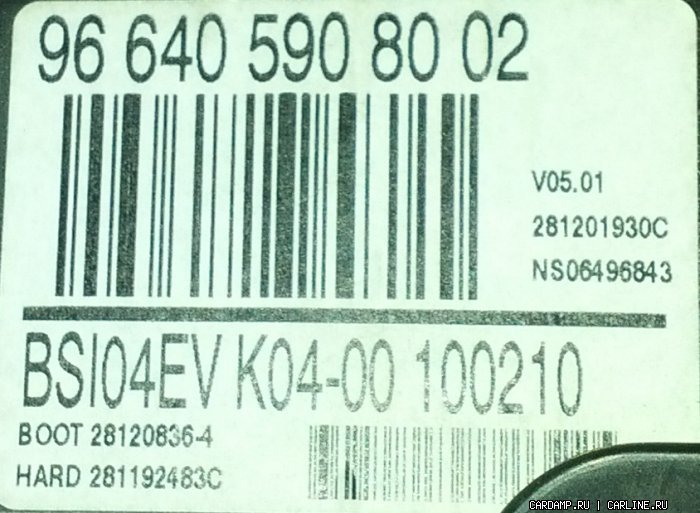 96 640 590 80 02
V05.01
281201930C
NS06496843
BSI04EV K04-00 100210
BOOT 28120836-4
HARD 281192483C
CARDAMP.RU | CARLINE.RU